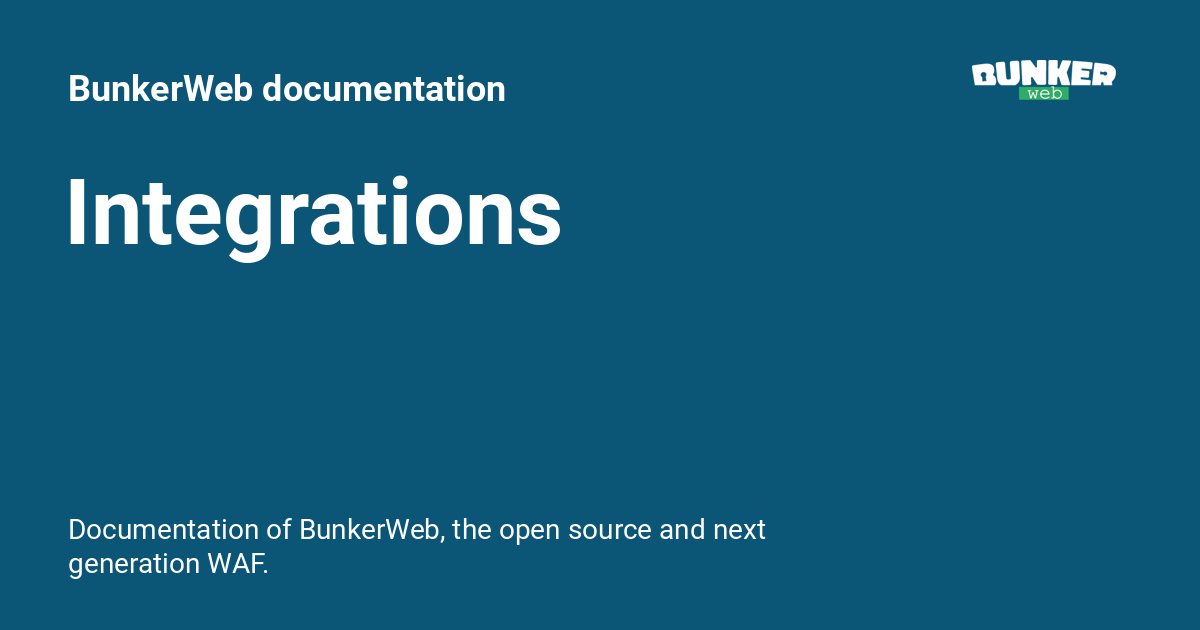 BunkerWeb documentation
BUNKER
web
Integrations
Documentation of BunkerWeb, the open source and next
generation WAF.